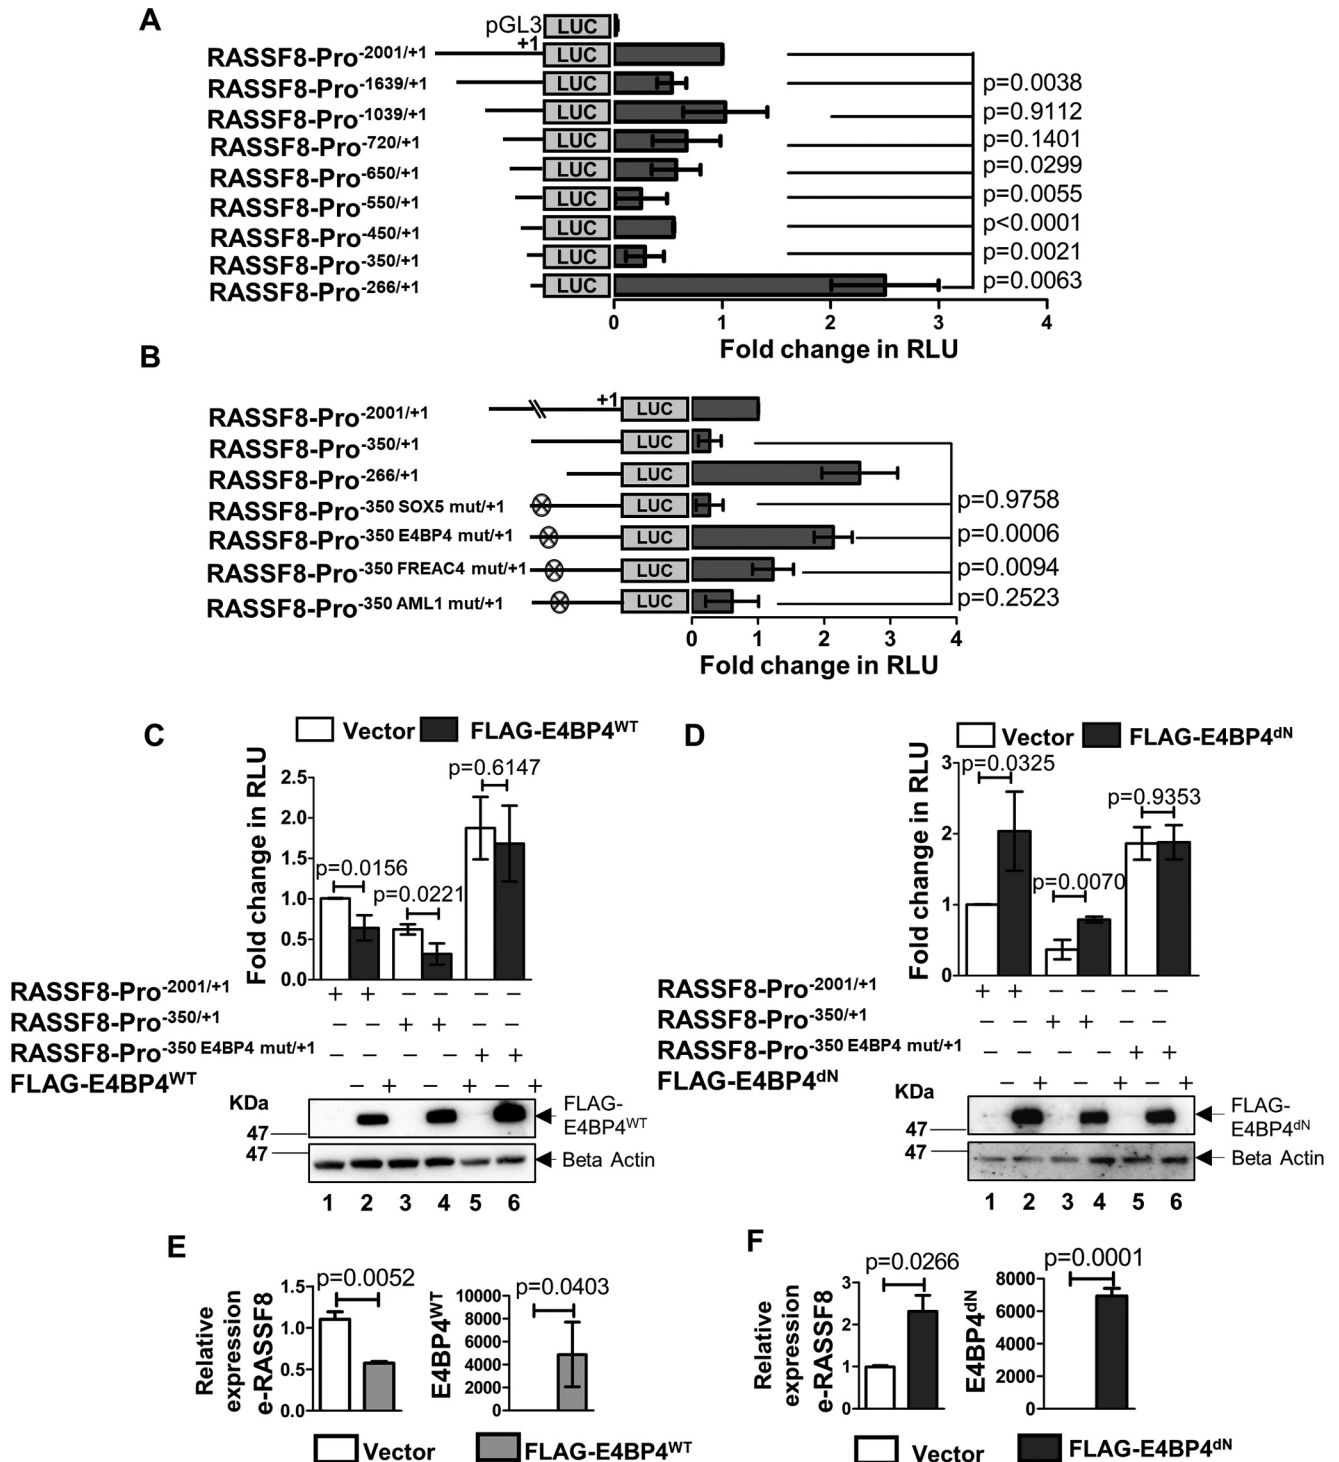 A
pGL3 LUC
+1
RASSF8-Pro-2001/+1 LUC
RASSF8-Pro-1639/+1 LUC p=0.0038
RASSF8-Pro-1039/+1 LUC p=0.9112
RASSF8-Pro-720/+1 LUC p=0.1401
RASSF8-Pro-650/+1 LUC p=0.0299
RASSF8-Pro-550/+1 LUC p=0.0055
RASSF8-Pro-450/+1 LUC p<0.0001
RASSF8-Pro-350/+1 LUC p=0.0021
RASSF8-Pro-266/+1 LUC p=0.0063
0 1 2 3 4
Fold change in RLU
B
+1
RASSF8-Pro-2001/+1 LUC
RASSF8-Pro-350/+1 LUC
RASSF8-Pro-266/+1 LUC
RASSF8-Pro-350 SOX5 mut/+1 LUC p=0.9758
RASSF8-Pro-350 E4BP4 mut/+1 LUC p=0.0006
RASSF8-Pro-350 FREAC4 mut/+1 LUC p=0.0094
RASSF8-Pro-350 AML1 mut/+1 LUC p=0.2523
0 1 2 3 4
Fold change in RLU
C
Vector FLAG-E4BP4WT
Fold change in RLU
2.5
2.0
1.5
1.0
0.5
0.0
p=0.0156
p=0.0221
p=0.6147
RASSF8-Pro-2001/+1 + + − − − −
RASSF8-Pro-350/+1 − − + + − −
RASSF8-Pro-350 E4BP4 mut/+1 − − − − + +
FLAG-E4BP4WT − + − + − +
KDa
47
47
FLAG-
E4BP4WT
Beta Actin
1 2 3 4 5 6
D
Vector FLAG-E4BP4dN
Fold change in RLU
3
2
1
0
p=0.0325
p=0.0070
p=0.9353
RASSF8-Pro-2001/+1 + + − − − −
RASSF8-Pro-350/+1 − − + + − −
RASSF8-Pro-350 E4BP4 mut/+1 − − − − + +
FLAG-E4BP4dN − + − + − +
KDa
47
47
FLAG-
E4BP4dN
Beta Actin
1 2 3 4 5 6
E
Relative
expression
e-RASSF8
1.5
1.0
0.5
0.0
p=0.0052
E4BP4WT
10000
8000
6000
4000
2000
0
p=0.0403
Vector FLAG-E4BP4WT
F
Relative
expression
e-RASSF8
3
2
1
0
p=0.0266
E4BP4dN
8000
6000
4000
2000
0
p=0.0001
Vector FLAG-E4BP4dN